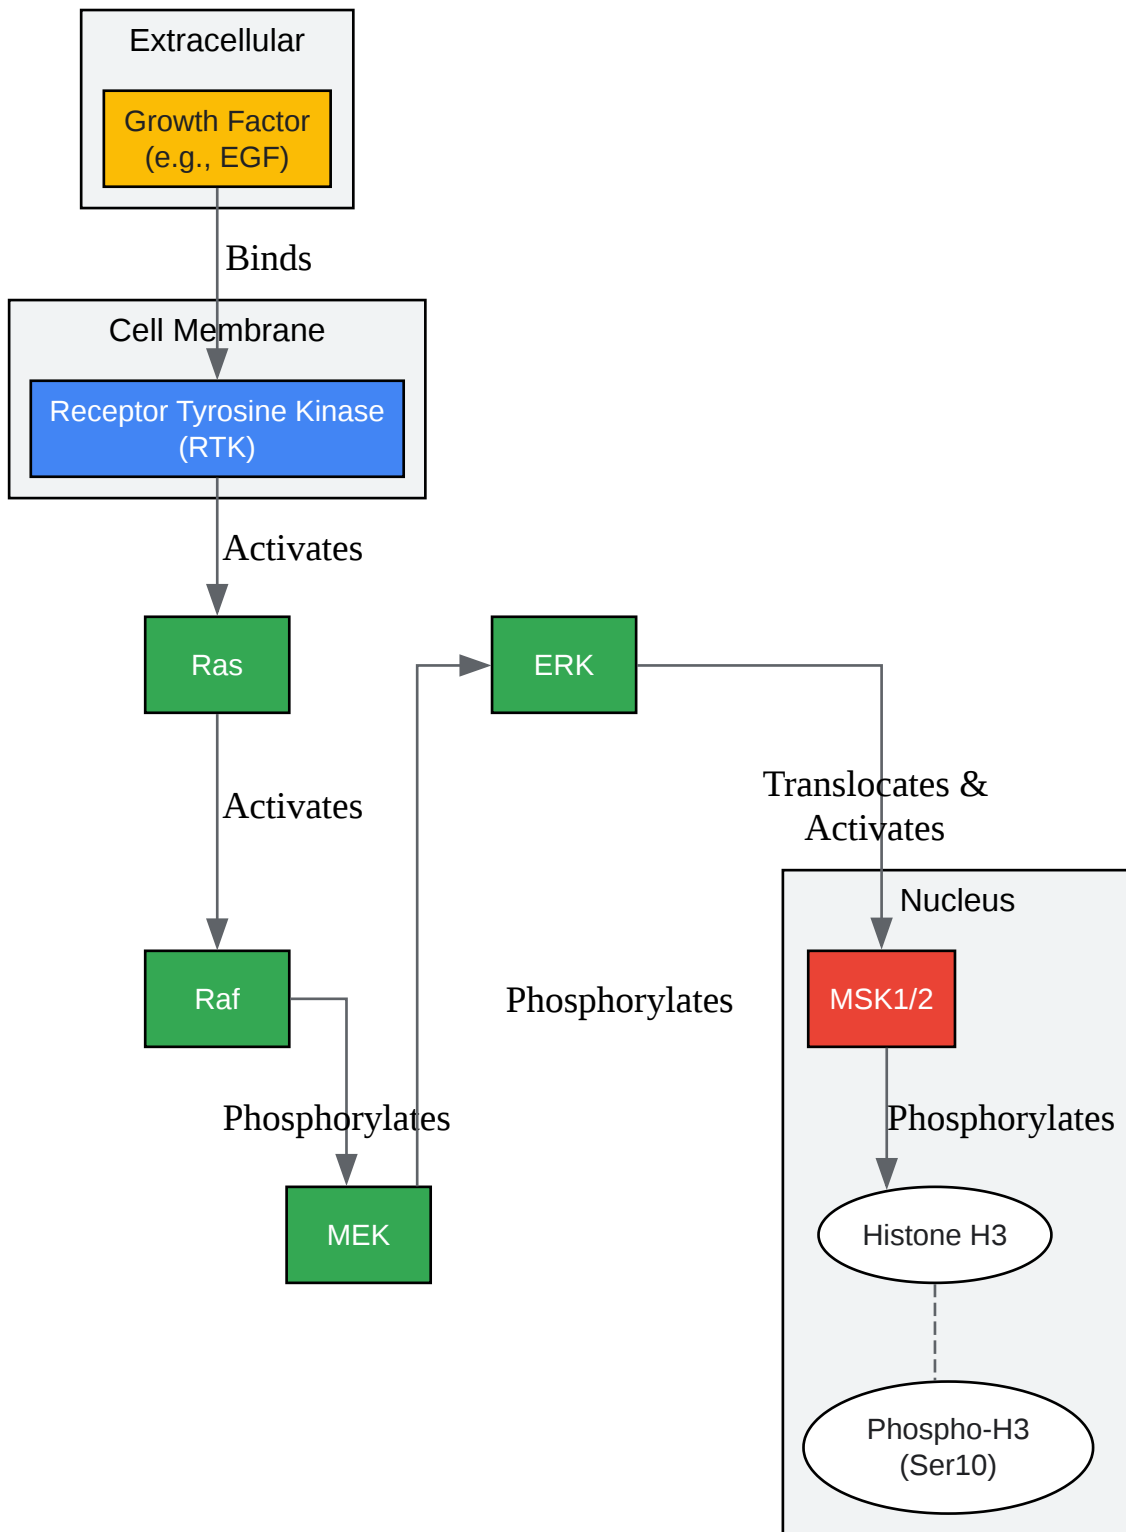 Extracellular
Growth Factor
(e.g., EGF)
Binds
Cell Membrane
Receptor Tyrosine Kinase
(RTK)
Activates
Ras
ERK
Translocates &
Activates
Activates
Nucleus
Raf
Phosphorylates
MSK1/2
Phosphorylates
Phosphorylates
MEK
Histone H3
Phospho-H3
(Ser10)